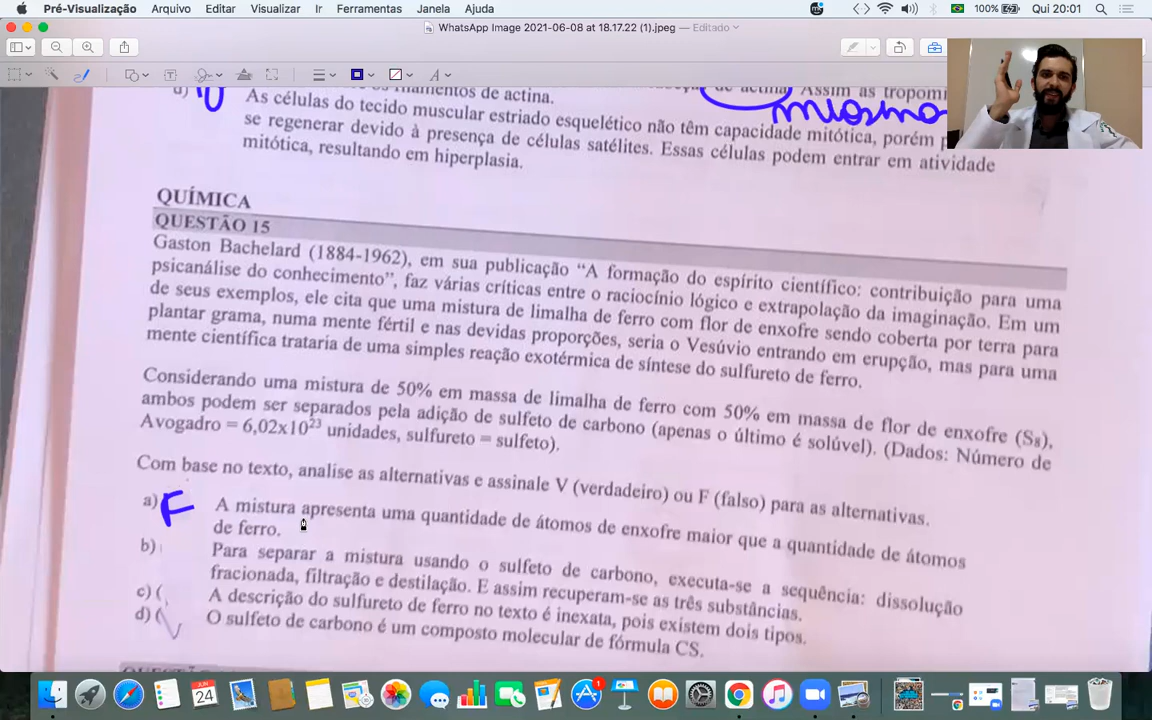 Pré-Visualização Arquivo Editar Visualizar Ir Ferramentas Janela Ajuda 100% Qui 20:01
WhatsApp Image 2021-06-08 at 18.17.22 (1).jpeg — Editado
filamentos de actina.
de actina) Assim as tropomi
miosina
As células do tecido muscular estriado esquelético não têm capacidade mitótica, porém p
se regenerar devido à presença de células satélites. Essas células podem entrar em atividade
mitótica, resultando em hiperplasia.
QUÍMICA
QUESTÃO 15
Gaston Bachelard (1884-1962), em sua publicação “A formação do espírito científico: contribuição para uma
psicanálise do conhecimento”, faz várias críticas entre o raciocínio lógico e extrapolação da imaginação. Em um
de seus exemplos, ele cita que uma mistura de limalha de ferro com flor de enxofre sendo coberta por terra para
plantar grama, numa mente fértil e nas devidas proporções, seria o Vesúvio entrando em erupção, mas para uma
mente científica trataria de uma simples reação exotérmica de síntese do sulfureto de ferro.
Considerando uma mistura de 50% em massa de limalha de ferro com 50% em massa de flor de enxofre (S₈),
ambos podem ser separados pela adição de sulfeto de carbono (apenas o último é solúvel). (Dados: Número de
Avogadro = 6,02x10²³ unidades, sulfureto = sulfeto).
Com base no texto, analise as alternativas e assinale V (verdadeiro) ou F (falso) para as alternativas.
a) F A mistura apresenta uma quantidade de átomos de enxofre maior que a quantidade de átomos
de ferro.
b) Para separar a mistura usando o sulfeto de carbono, executa-se a sequência: dissolução
fracionada, filtração e destilação. E assim recuperam-se as três substâncias.
c) ( A descrição do sulfureto de ferro no texto é inexata, pois existem dois tipos.
d) ( O sulfeto de carbono é um composto molecular de fórmula CS.
JUN
24
1